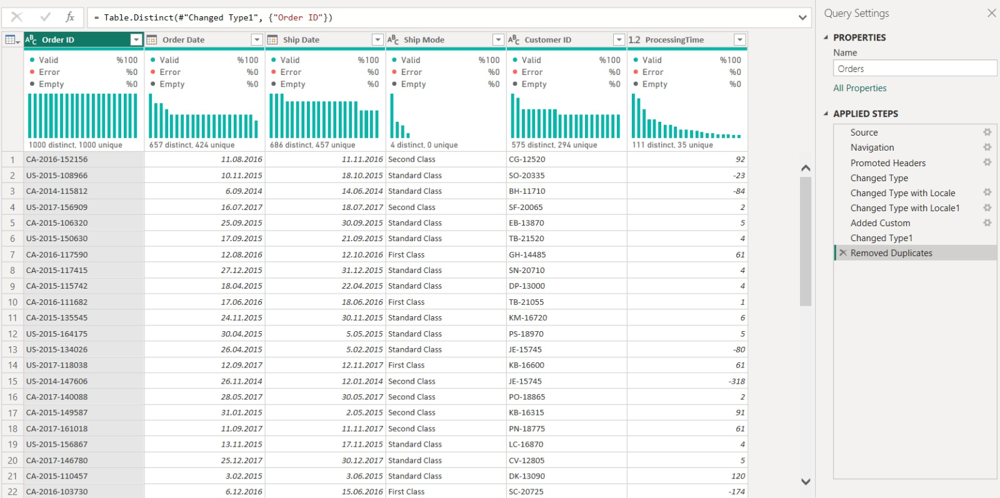 fx = Table.Distinct(#"Changed Type1", {"Order ID"})
ABC Order ID Order Date Ship Date ABC Ship Mode ABC Customer ID 1.2 ProcessingTime
Valid %100 Valid %100 Valid %100 Valid %100 Valid %100 Valid %100
Error %0 Error %0 Error %0 Error %0 Error %0 Error %0
Empty %0 Empty %0 Empty %0 Empty %0 Empty %0 Empty %0
1000 distinct, 1000 unique 657 distinct, 424 unique 686 distinct, 457 unique 4 distinct, 0 unique 575 distinct, 294 unique 111 distinct, 35 unique
1 CA-2016-152156 11.08.2016 11.11.2016 Second Class CG-12520 92
2 US-2015-108966 10.11.2015 18.10.2015 Standard Class SO-20335 -23
3 CA-2014-115812 6.09.2014 14.06.2014 Standard Class BH-11710 -84
4 US-2017-156909 16.07.2017 18.07.2017 Second Class SF-20065 2
5 CA-2015-106320 25.09.2015 30.09.2015 Standard Class EB-13870 5
6 US-2015-150630 17.09.2015 21.09.2015 Standard Class TB-21520 4
7 CA-2016-117590 12.08.2016 12.10.2016 First Class GH-14485 61
8 CA-2015-117415 27.12.2015 31.12.2015 Standard Class SN-20710 4
9 CA-2015-115742 18.04.2015 22.04.2015 Standard Class DP-13000 4
10 CA-2016-111682 17.06.2016 18.06.2016 First Class TB-21055 1
11 CA-2015-135545 24.11.2015 30.11.2015 Standard Class KM-16720 6
12 US-2015-164175 30.04.2015 5.05.2015 Standard Class PS-18970 5
13 US-2015-134026 26.04.2015 5.02.2015 Standard Class JE-15745 -80
14 US-2017-118038 12.09.2017 12.11.2017 First Class KB-16600 61
15 US-2014-147606 26.11.2014 12.01.2014 Second Class JE-15745 -318
16 CA-2017-140088 28.05.2017 30.05.2017 Second Class PO-18865 2
17 CA-2015-149587 31.01.2015 2.05.2015 Second Class KB-16315 91
18 CA-2017-161018 11.09.2017 11.11.2017 Second Class PN-18775 61
19 US-2015-156867 13.11.2015 17.11.2015 Standard Class LC-16870 4
20 CA-2017-146780 25.12.2017 30.12.2017 Standard Class CV-12805 5
21 CA-2015-110457 3.02.2015 3.06.2015 Standard Class DK-13090 120
22 CA-2016-103730 6.12.2016 15.06.2016 First Class SC-20725 -174
Query Settings
PROPERTIES
Name
Orders
All Properties
APPLIED STEPS
Source
Navigation
Promoted Headers
Changed Type
Changed Type with Locale
Changed Type with Locale1
Added Custom
Changed Type1
Removed Duplicates